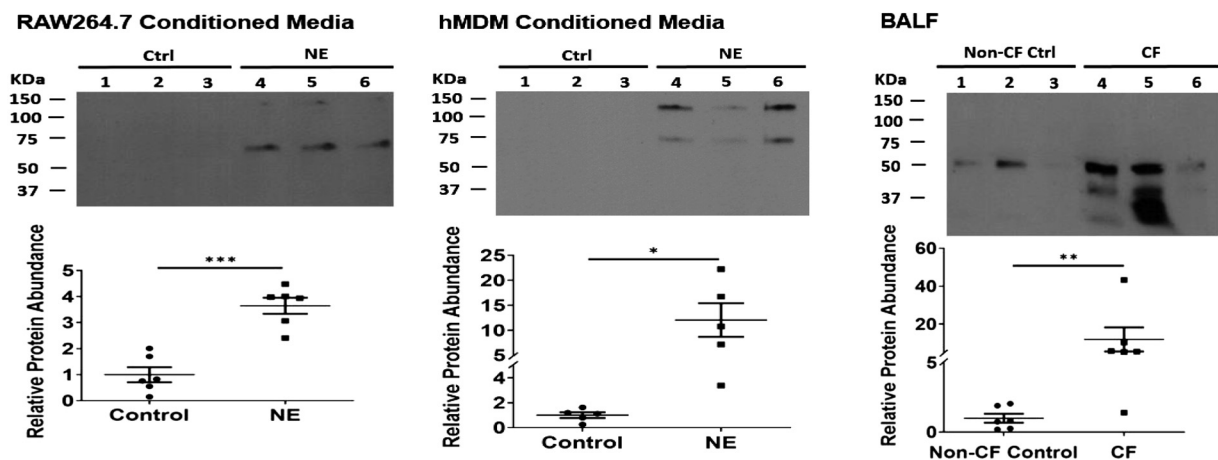 RAW264.7 Conditioned Media
Ctrl NE
KDa 1 2 3 4 5 6
150
100
75
50
37
Relative Protein Abundance
***
5
4
3
2
1
0
Control NE
hMDM Conditioned Media
Ctrl NE
KDa 1 2 3 4 5 6
150
100
75
50
37
Relative Protein Abundance
*
25
20
15
10
5
4
2
0
Control NE
BALF
Non-CF Ctrl CF
KDa 1 2 3 4 5 6
150
100
75
50
37
Relative Protein Abundance
**
60
40
20
5
0
Non-CF Control CF